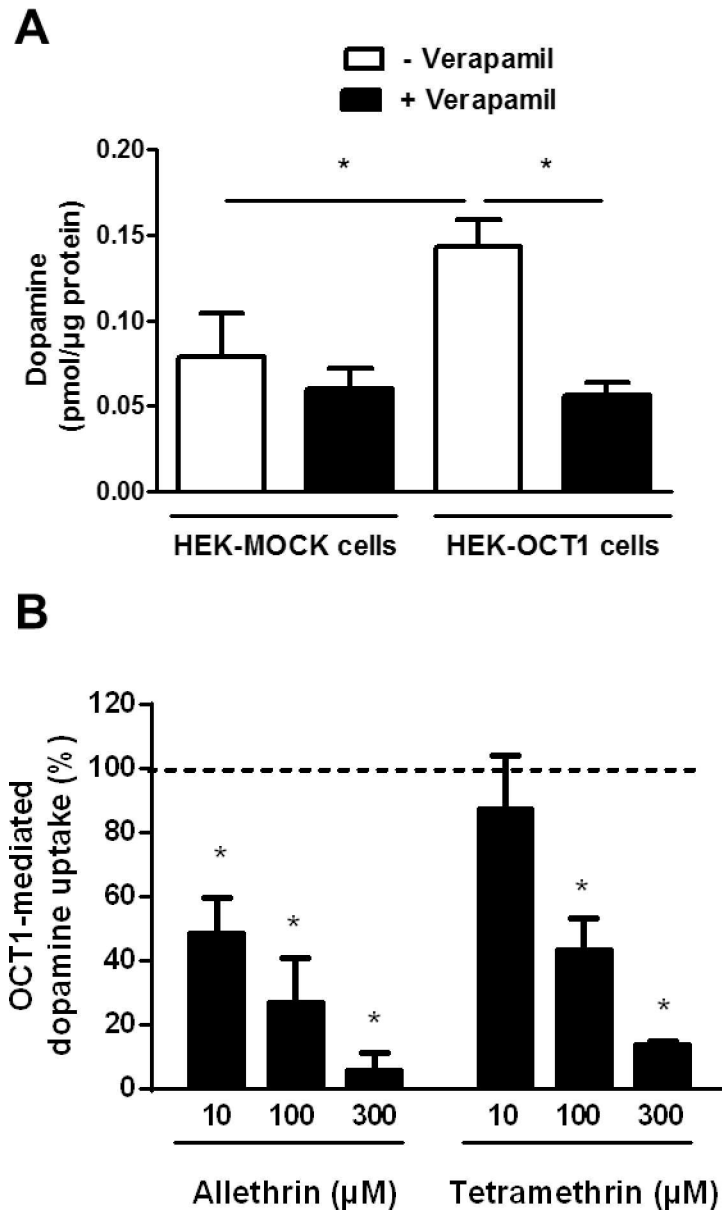 A
- Verapamil
+ Verapamil
Dopamine
(pmol/µg protein)
0.20
0.15
0.10
0.05
0.00
*
*
HEK-MOCK cells
HEK-OCT1 cells
B
OCT1-mediated
dopamine uptake (%)
120
100
80
60
40
20
0
*
*
*
*
*
10 100 300 10 100 300
Allethrin (µM) Tetramethrin (µM)